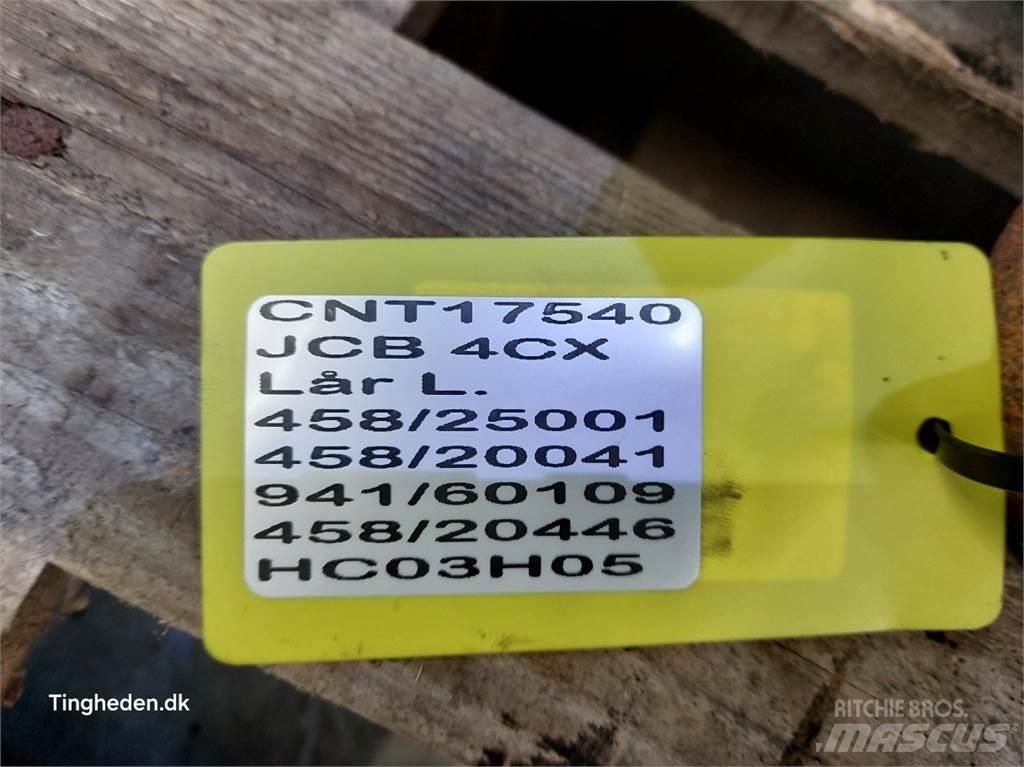 CNT17540
JCB 4CX
Lår L.
458/25001
458/20041
941/60109
458/20446
HC03H05
Tingheden.dk
RITCHIE BROS.
MASCUS